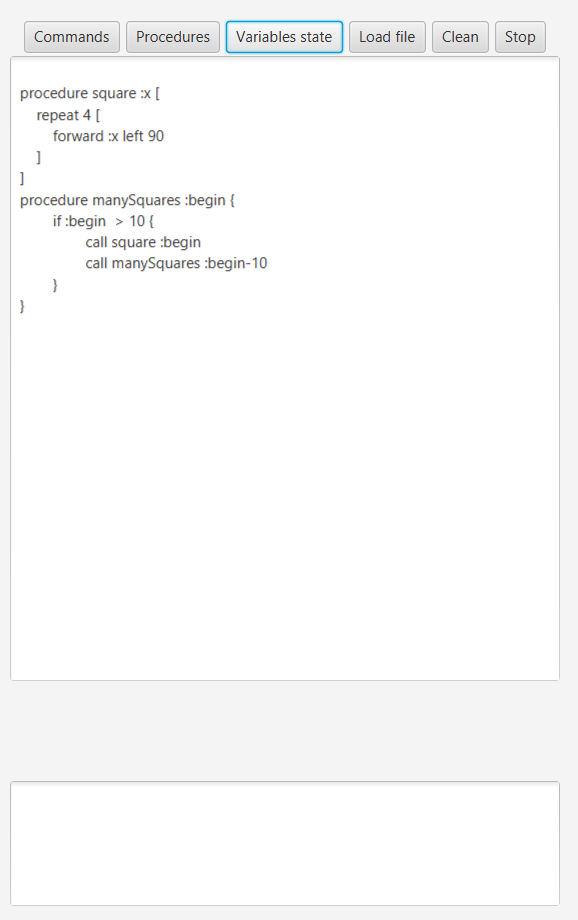 Commands Procedures Variables state Load file Clean Stop
procedure square :x [
repeat 4 [
forward :x left 90
]
]
procedure manySquares :begin {
if :begin  > 10 {
call square :begin
call manySquares :begin-10
}
}